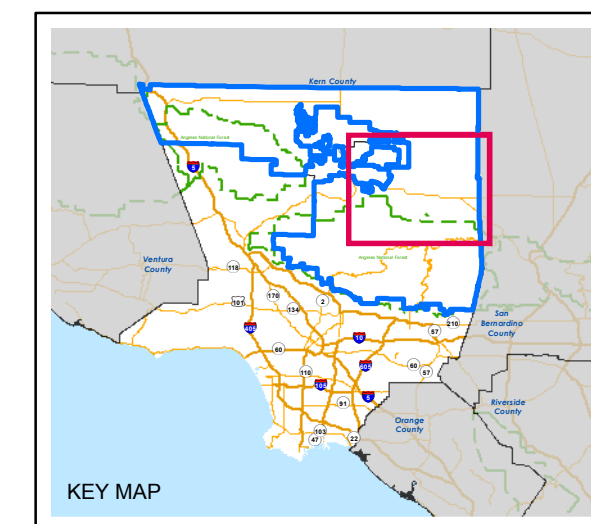 Kern County
Angeles National Forest
5
Angeles National Forest
Ventura
County
118
101
170
134
2
San
Bernardino
County
210
57
405
10
60
605
60
57
110
105
5
Riverside
County
91
Orange
County
103
47
22
KEY MAP